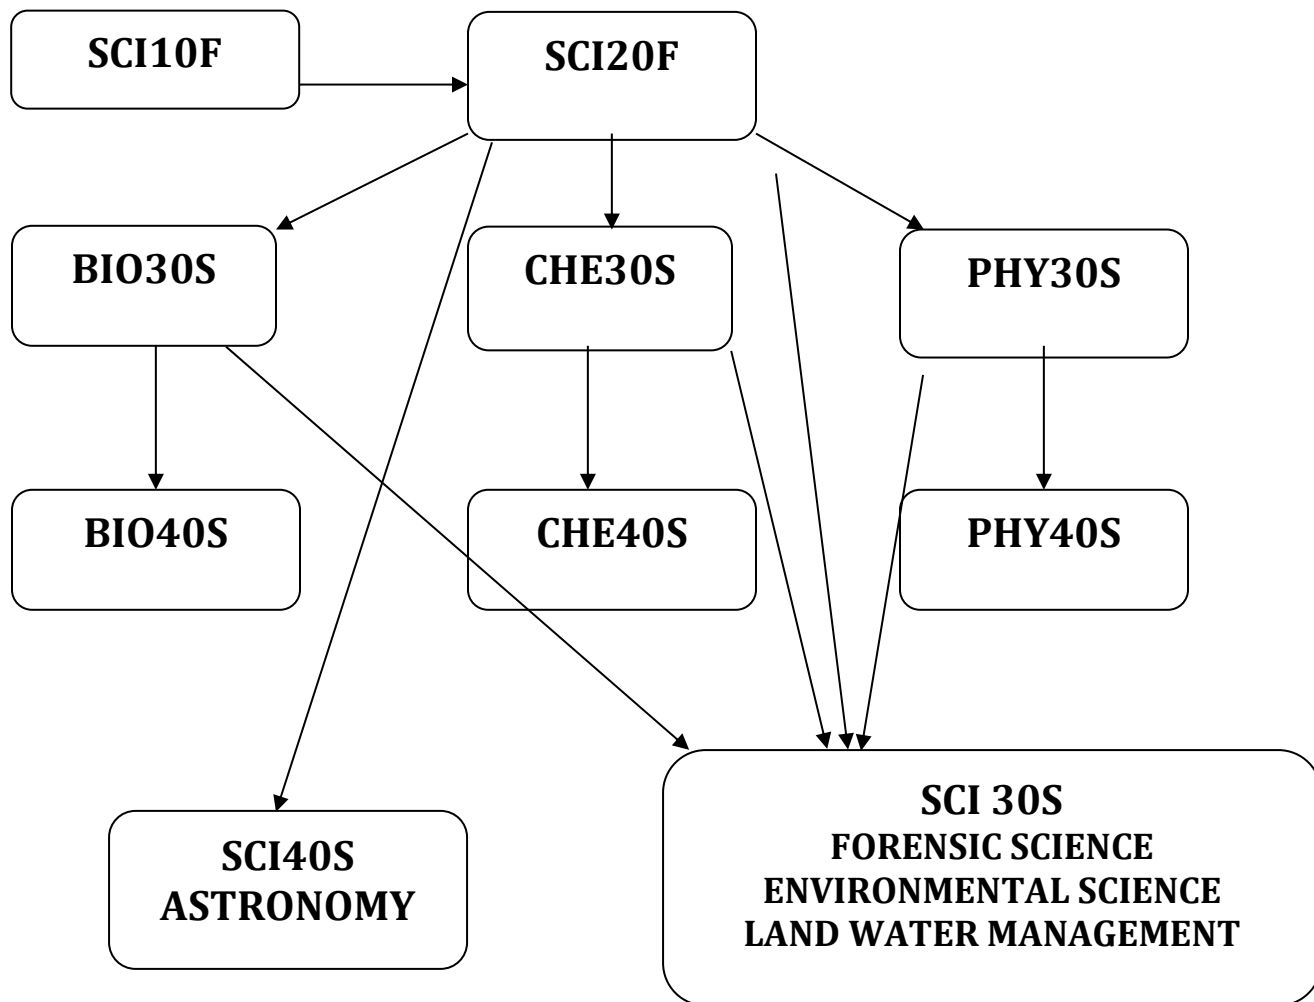 SCI10F
SCI20F
BIO30S
CHE30S
PHY30S
BIO40S
CHE40S
PHY40S
SCI40S
ASTRONOMY
SCI 30S
FORENSIC SCIENCE
ENVIRONMENTAL SCIENCE
LAND WATER MANAGEMENT